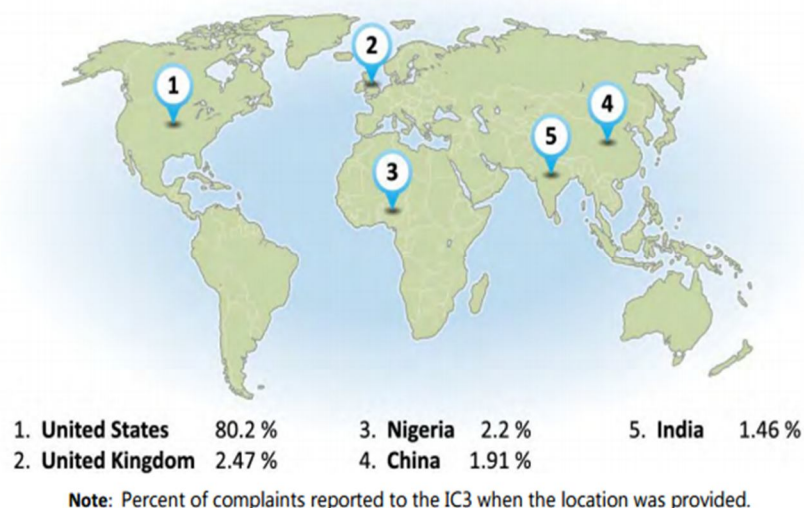 1
2
3
4
5
1. United States 80.2 % 3. Nigeria 2.2 % 5. India 1.46 %
2. United Kingdom 2.47 % 4. China 1.91 %
Note: Percent of complaints reported to the IC3 when the location was provided.